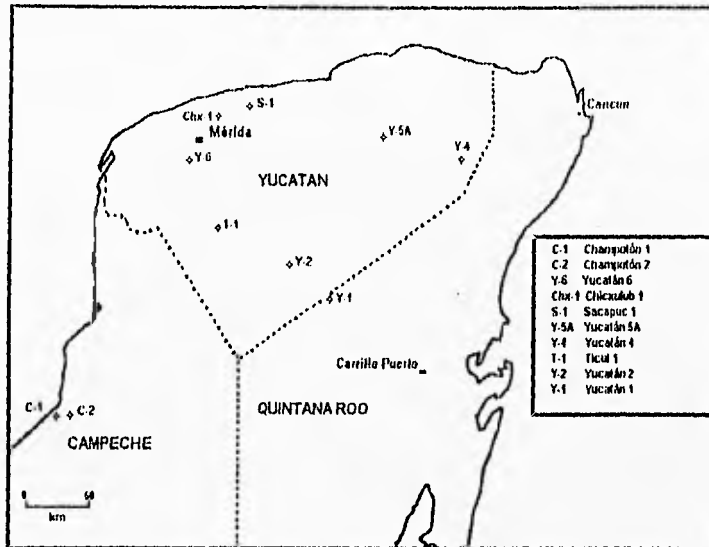 S-1
Chx-1
Mérida
Cancun
Y-5A
Y-4
Y-6
YUCATAN
T-1
Y-2
Y-1
C-1 Champotón 1
C-2 Champotón 2
Y-6 Yucatán 6
Chx-1 Chicxulub 1
S-1 Sacapuc 1
Y-5A Yucatán 5A
Y-4 Yucatán 4
T-1 Ticul 1
Y-2 Yucatán 2
Y-1 Yucatán 1
Carrillo Puerto
C-1
C-2
QUINTANA ROO
CAMPECHE
0 60
km